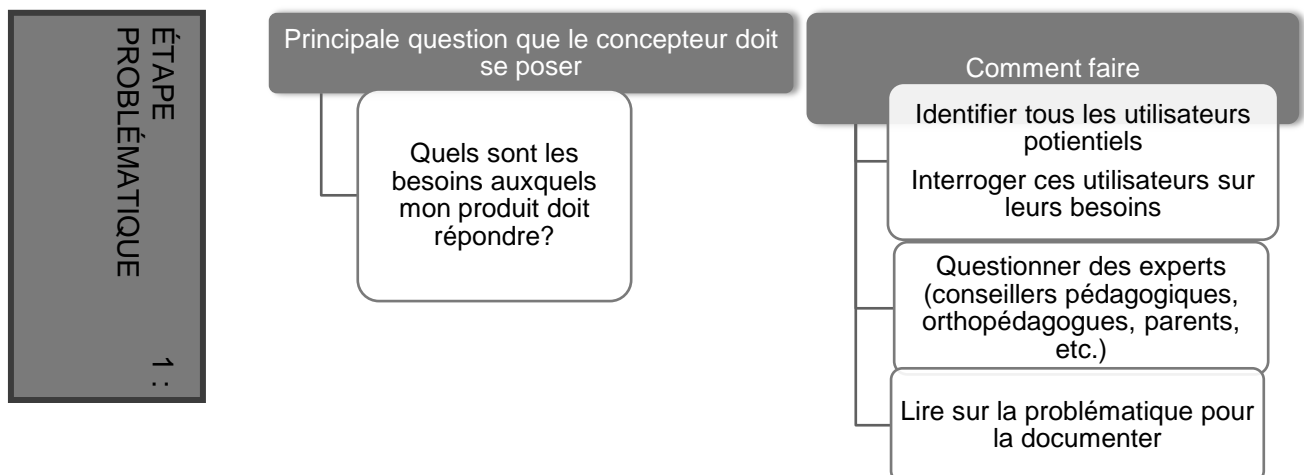 ÉTAPE 1 :
PROBLÉMATIQUE
Principale question que le concepteur doit
se poser
Quels sont les
besoins auxquels
mon produit doit
répondre?
Comment faire
Identifier tous les utilisateurs
potientiels
Interroger ces utilisateurs sur
leurs besoins
Questionner des experts
(conseillers pédagogiques,
orthopédagogues, parents,
etc.)
Lire sur la problématique pour
la documenter